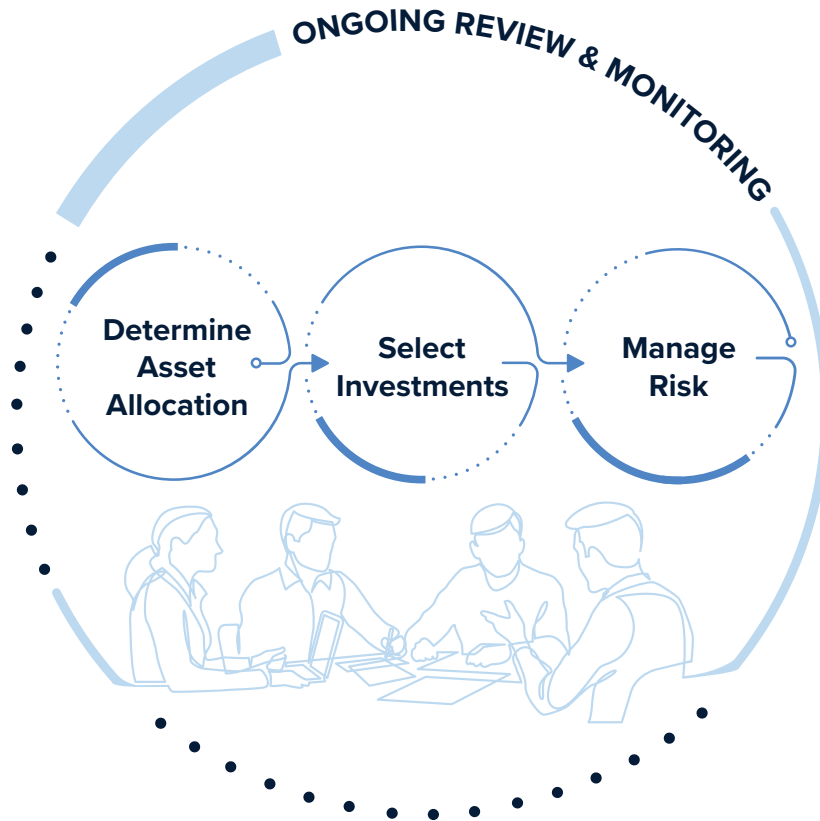 ONGOING REVIEW & MONITORING
Determine
Asset
Allocation
Select
Investments
Manage
Risk